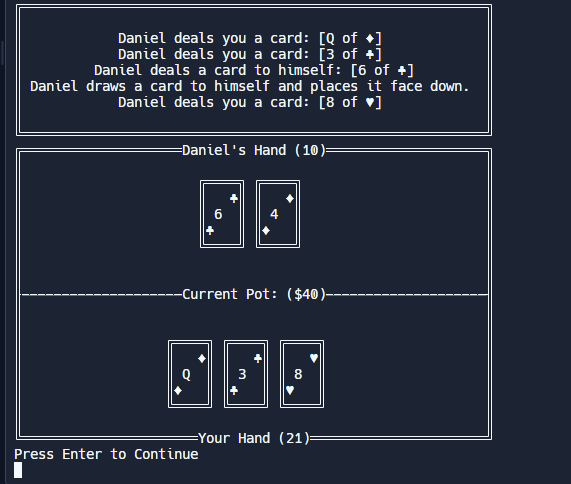 Daniel deals you a card: [Q of ♦]
Daniel deals you a card: [3 of ♣]
Daniel deals a card to himself: [6 of ♣]
Daniel draws a card to himself and places it face down.
Daniel deals you a card: [8 of ♥]
Daniel's Hand (10)
♣ ♦
6 4
♣ ♦
Current Pot: ($40)
♦ ♣ ♥
Q 3 8
♦ ♣ ♥
Your Hand (21)
Press Enter to Continue